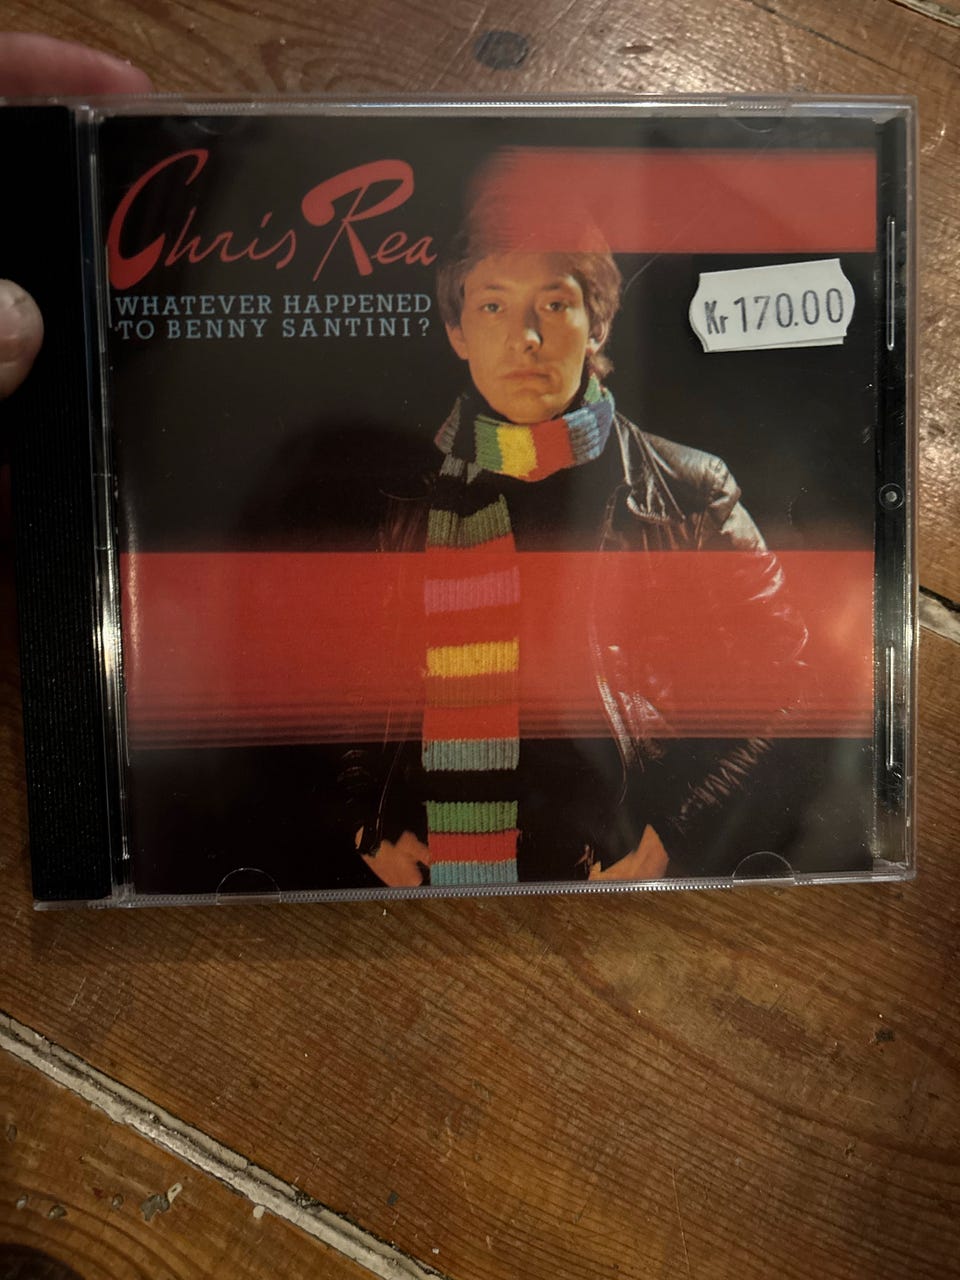 Chris Rea
WHATEVER HAPPENED
TO BENNY SANTINI?
Kr 170.00